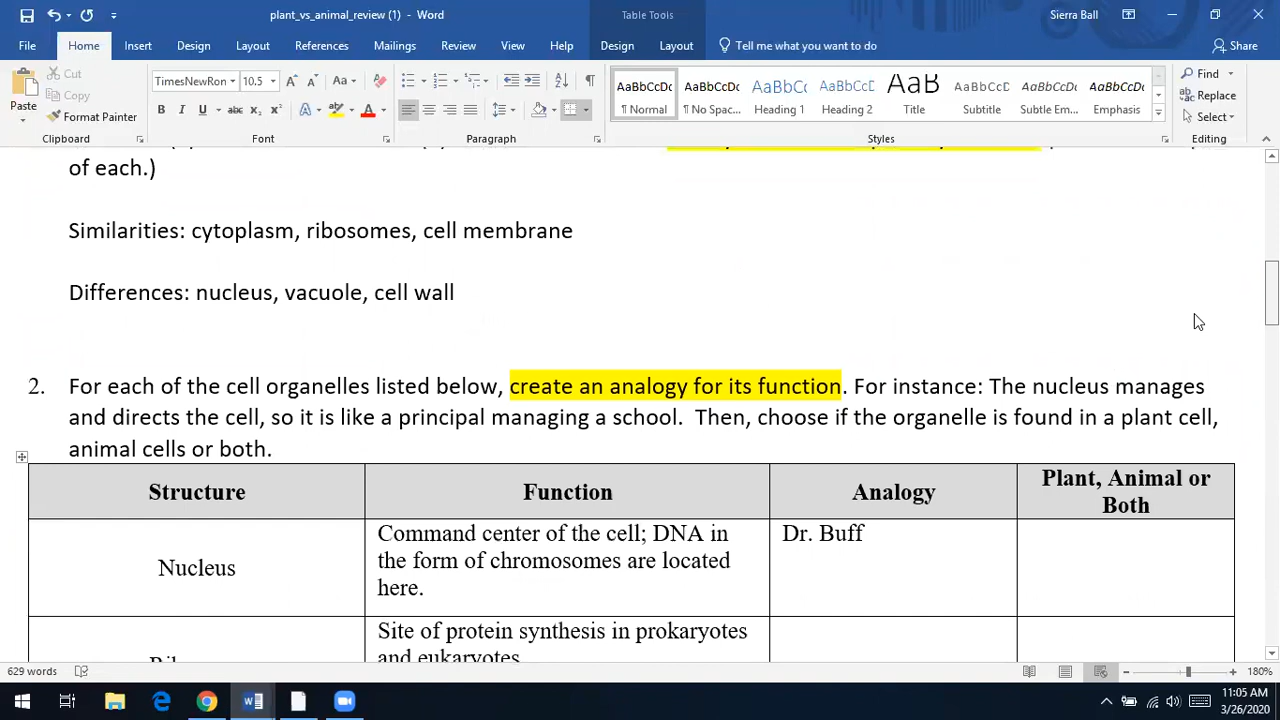 plant_vs_animal_review (1) - Word
Table Tools
Sierra Ball
File Home Insert Design Layout References Mailings Review View Help Design Layout Tell me what you want to do Share
Paste
Cut
Copy
Format Painter
Clipboard
TimesNewRon 10.5 Aa
B I U abc x₂ x² A A
Font
Paragraph
AaBbCcDc AaBbCcDc AaBbC AaBbCcC AaB AaBbCcD AaBbCcDc AaBbCcDc
¶ Normal ¶ No Spac... Heading 1 Heading 2 Title Subtitle Subtle Em... Emphasis
Styles
Find
Replace
Select
Editing
of each.)
Similarities: cytoplasm, ribosomes, cell membrane
Differences: nucleus, vacuole, cell wall
2. For each of the cell organelles listed below, create an analogy for its function. For instance: The nucleus manages
and directs the cell, so it is like a principal managing a school. Then, choose if the organelle is found in a plant cell,
animal cells or both.
Structure Function Analogy Plant, Animal or
Both
Nucleus
Command center of the cell; DNA in
the form of chromosomes are located
here.
Dr. Buff
Site of protein synthesis in prokaryotes
and eukaryotes
629 words
180%
11:05 AM
3/26/2020